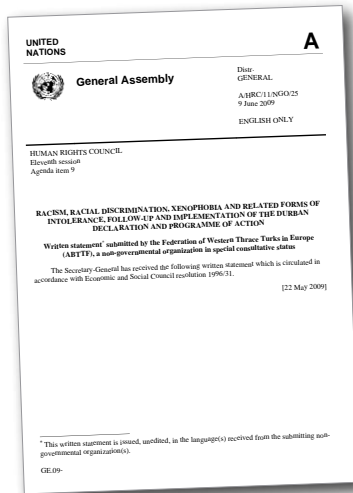 UNITED
NATIONS
A
General Assembly
Distr.
GENERAL
A/HRC/11/NGO/25
9 June 2009
ENGLISH ONLY
HUMAN RIGHTS COUNCIL
Eleventh session
Agenda item 9
RACISM, RACIAL DISCRIMINATION, XENOPHOBIA AND RELATED FORMS OF
INTOLERANCE, FOLLOW-UP AND IMPLEMENTATION OF THE DURBAN
DECLARATION AND PROGRAMME OF ACTION
Written statement* submitted by the Federation of Western Thrace Turks in Europe
(ABTTF), a non-governmental organization in special consultative status
The Secretary-General has received the following written statement which is circulated in
accordance with Economic and Social Council resolution 1996/31.
[22 May 2009]
* This written statement is issued, unedited, in the language(s) received from the submitting non-
governmental organization(s).
GE.09-